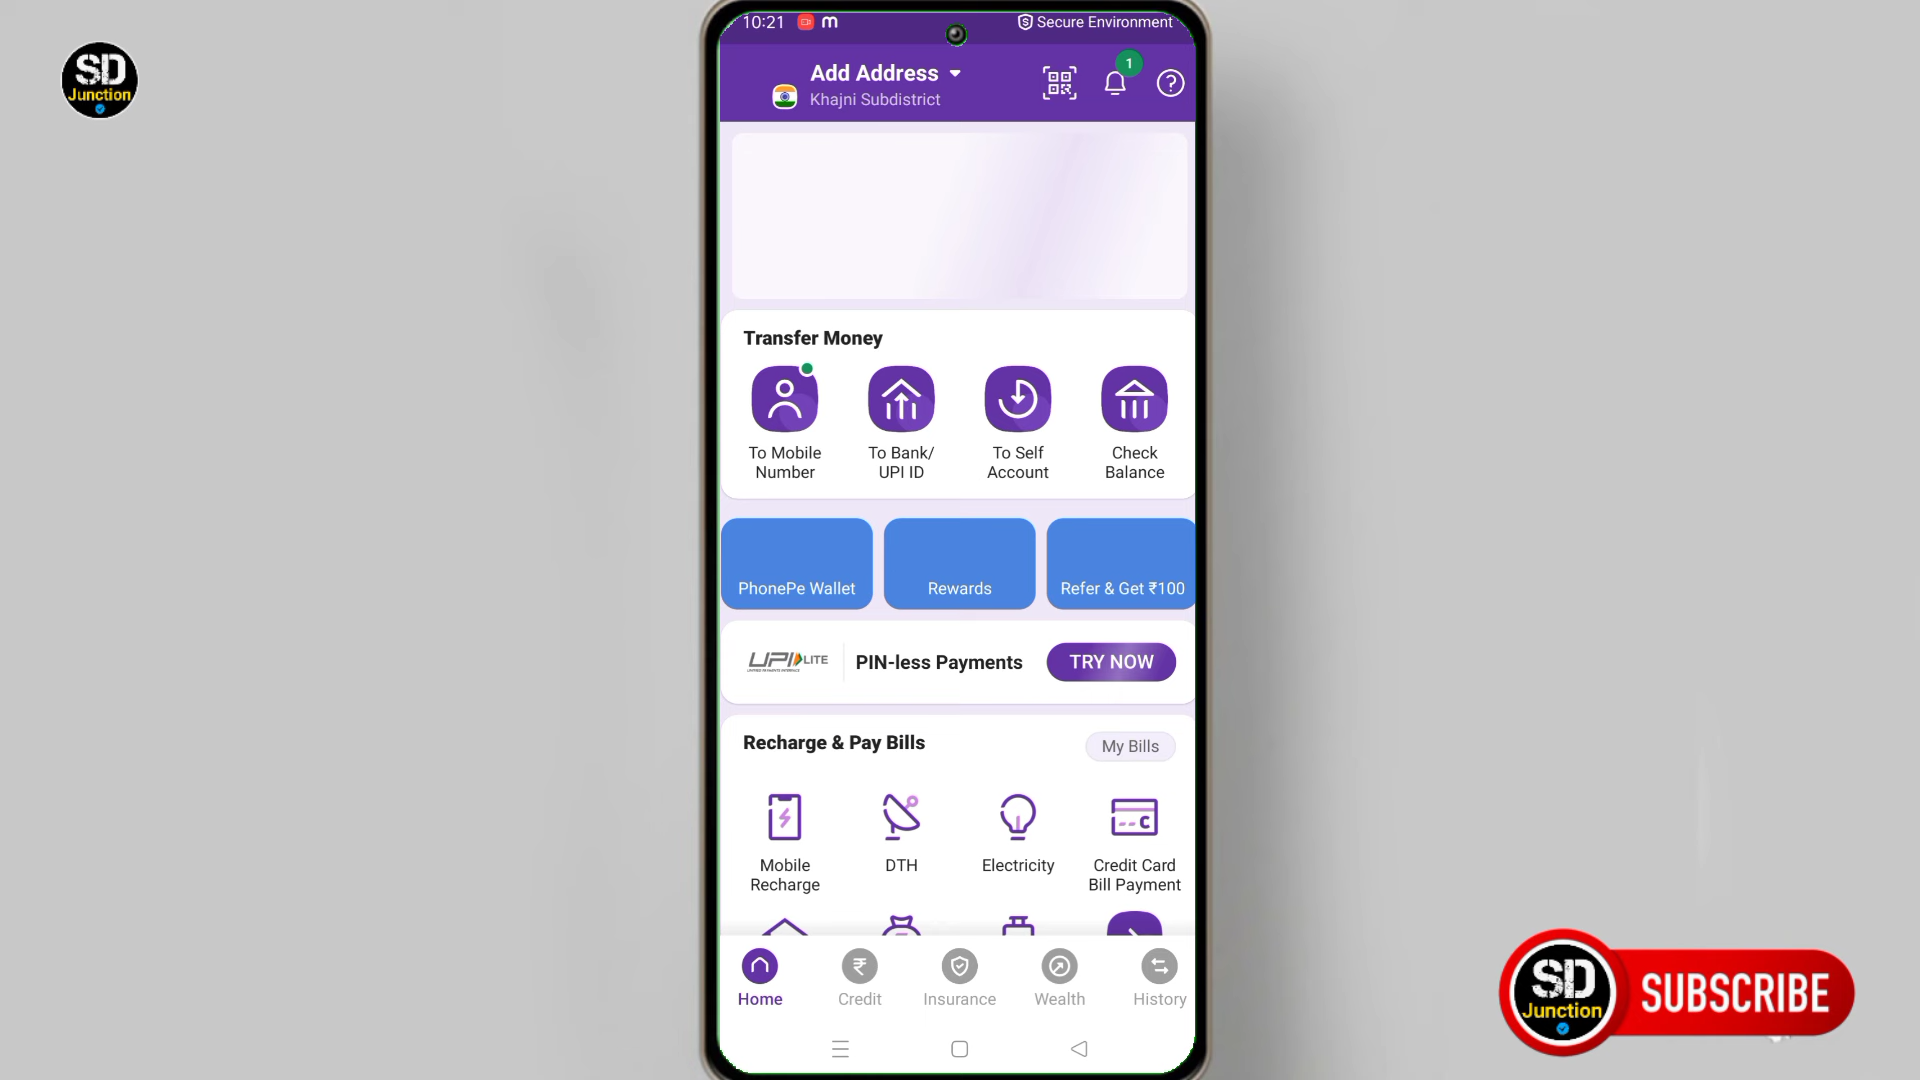 SD
Junction
10:21
m
Secure Environment
Add Address
1
Khajni Subdistrict
Transfer Money
To Mobile
Number
To Bank/
UPI ID
To Self
Account
Check
Balance
PhonePe Wallet
Rewards
Refer & Get ₹100
UPI LITE
PIN-less Payments
TRY NOW
Recharge & Pay Bills
My Bills
Mobile
Recharge
DTH
Electricity
Credit Card
Bill Payment
Home
Credit
Insurance
Wealth
History
SD
Junction
SUBSCRIBE